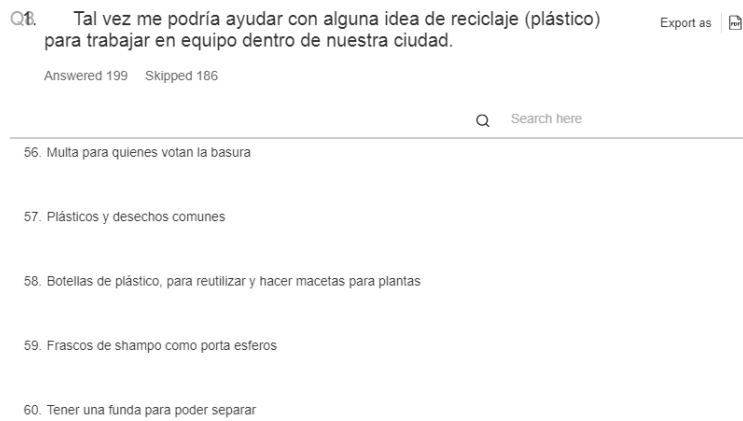 1. Tal vez me podría ayudar con alguna idea de reciclaje (plástico)
para trabajar en equipo dentro de nuestra ciudad.
Export as
PDF
Answered 199 Skipped 186
Search here
56. Multa para quienes votan la basura
57. Plásticos y desechos comunes
58. Botellas de plástico, para reutilizar y hacer macetas para plantas
59. Frascos de shampo como porta esferos
60. Tener una funda para poder separar